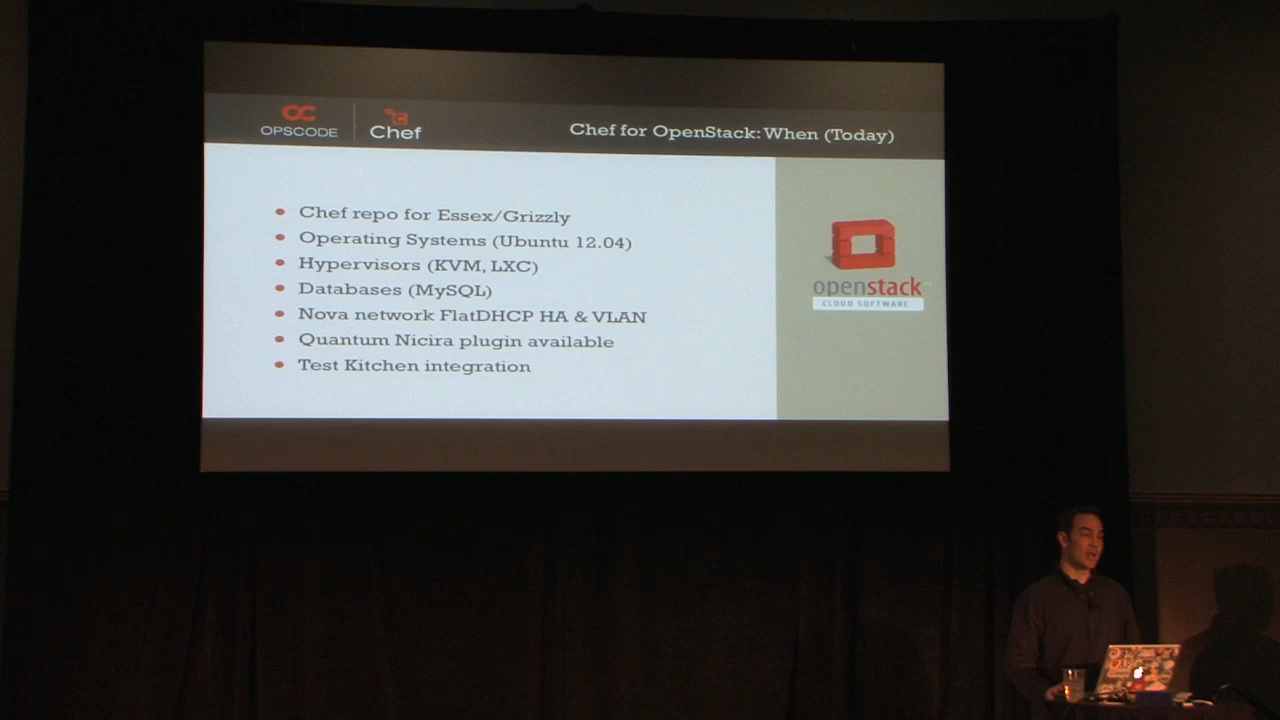 OPSCODE
Chef
Chef for OpenStack: When (Today)
• Chef repo for Essex/Grizzly
• Operating Systems (Ubuntu 12.04)
• Hypervisors (KVM, LXC)
• Databases (MySQL)
• Nova network FlatDHCP HA & VLAN
• Quantum Nicira plugin available
• Test Kitchen integration
openstack
CLOUD SOFTWARE